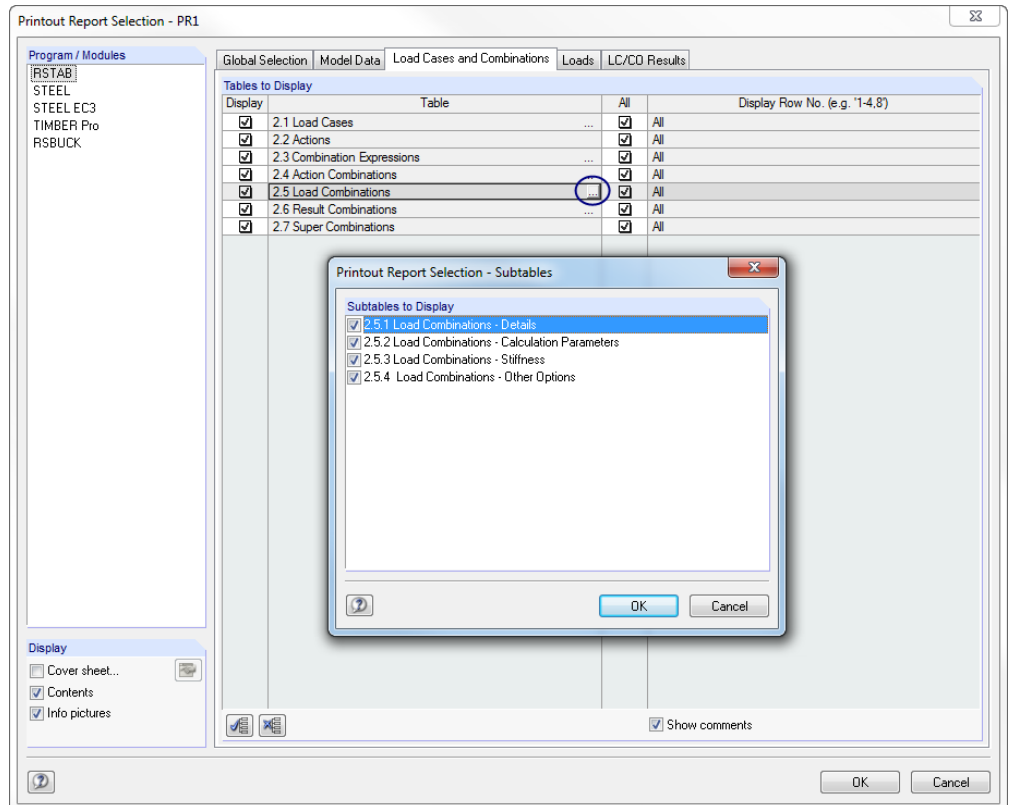 Printout Report Selection - PR1
Program / Modules
RSTAB
STEEL
STEEL EC3
TIMBER Pro
RSBUCK
Global Selection Model Data Load Cases and Combinations Loads LC/CO Results
Tables to Display
Display Table All Display Row No. (e.g. '1-4,8')
2.1 Load Cases ... All
2.2 Actions All
2.3 Combination Expressions ... All
2.4 Action Combinations ... All
2.5 Load Combinations ... All
2.6 Result Combinations ... All
2.7 Super Combinations All
Printout Report Selection - Subtables
Subtables to Display
2.5.1 Load Combinations - Details
2.5.2 Load Combinations - Calculation Parameters
2.5.3 Load Combinations - Stiffness
2.5.4 Load Combinations - Other Options
OK Cancel
Display
Cover sheet...
Contents
Info pictures
Show comments
OK Cancel